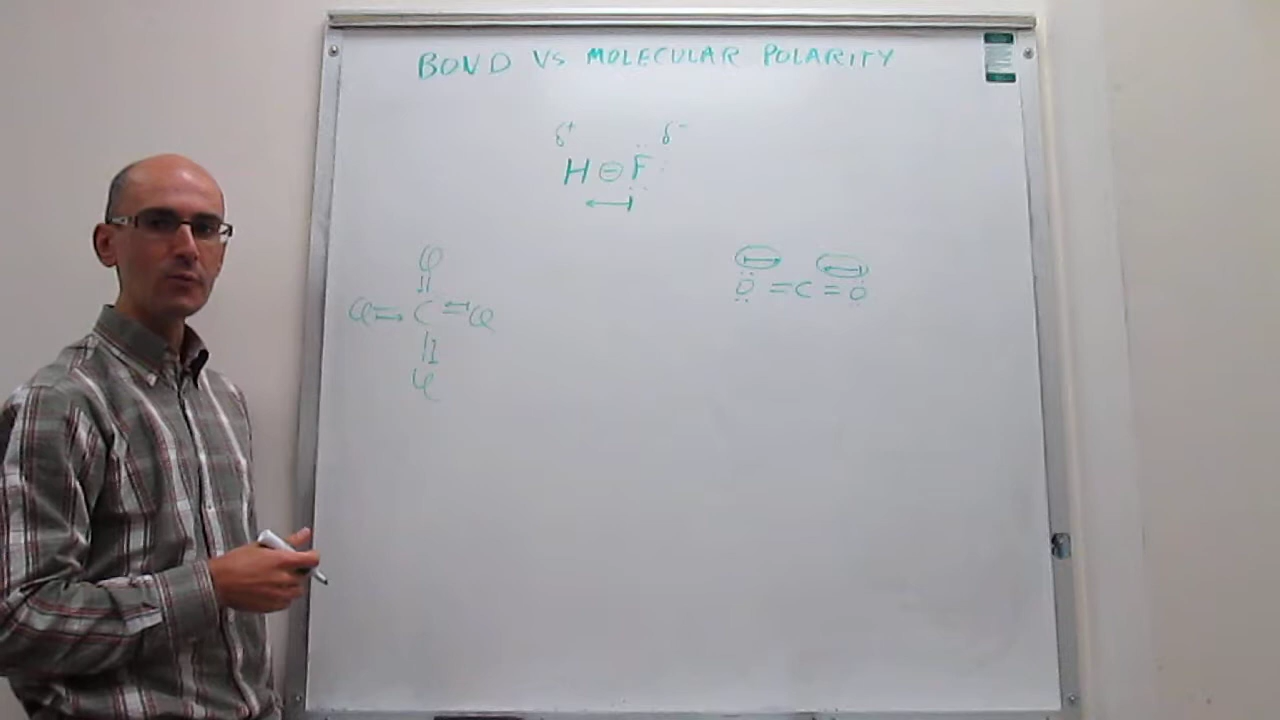 BOND VS MOLECULAR POLARITY
δ+ δ-
H F
Cl
O = C = O
Cl C Cl
Cl